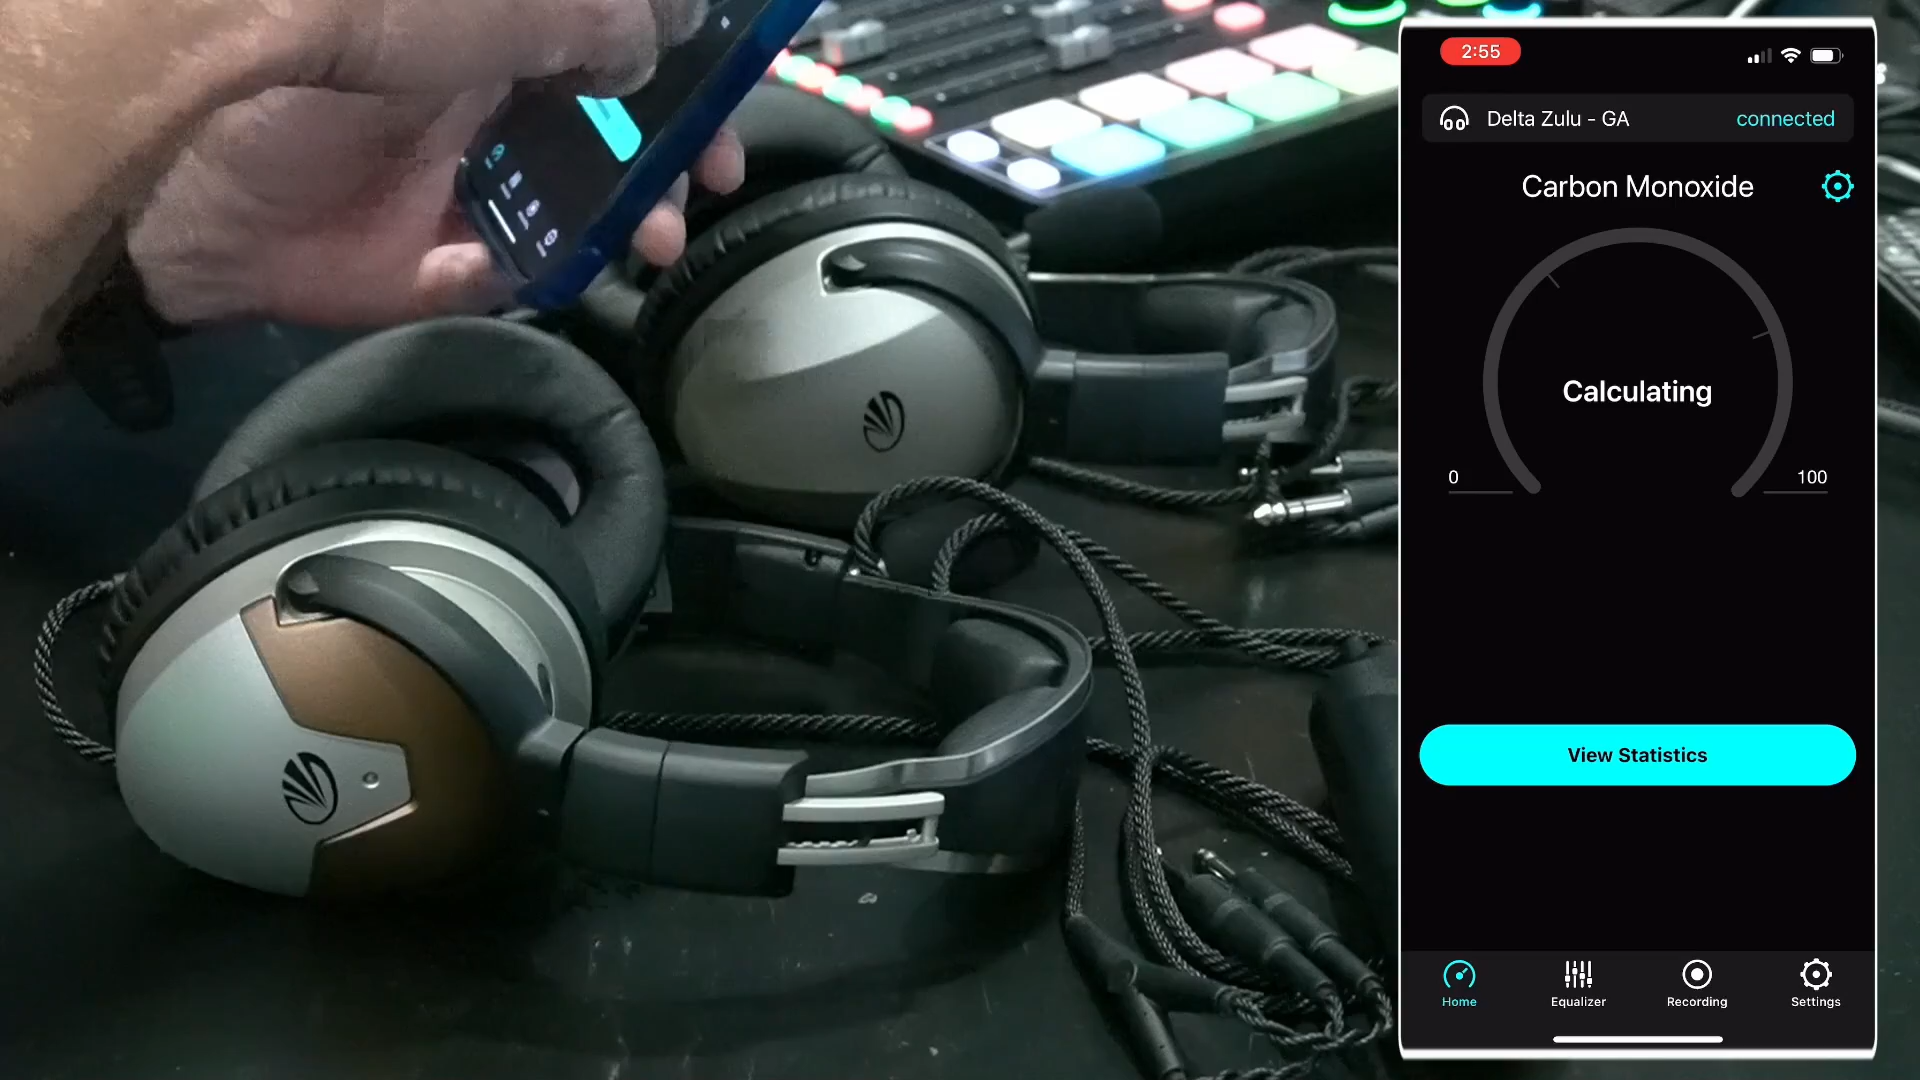 2:55
Delta Zulu - GA connected
Carbon Monoxide
Calculating
0 100
View Statistics
Home Equalizer Recording Settings